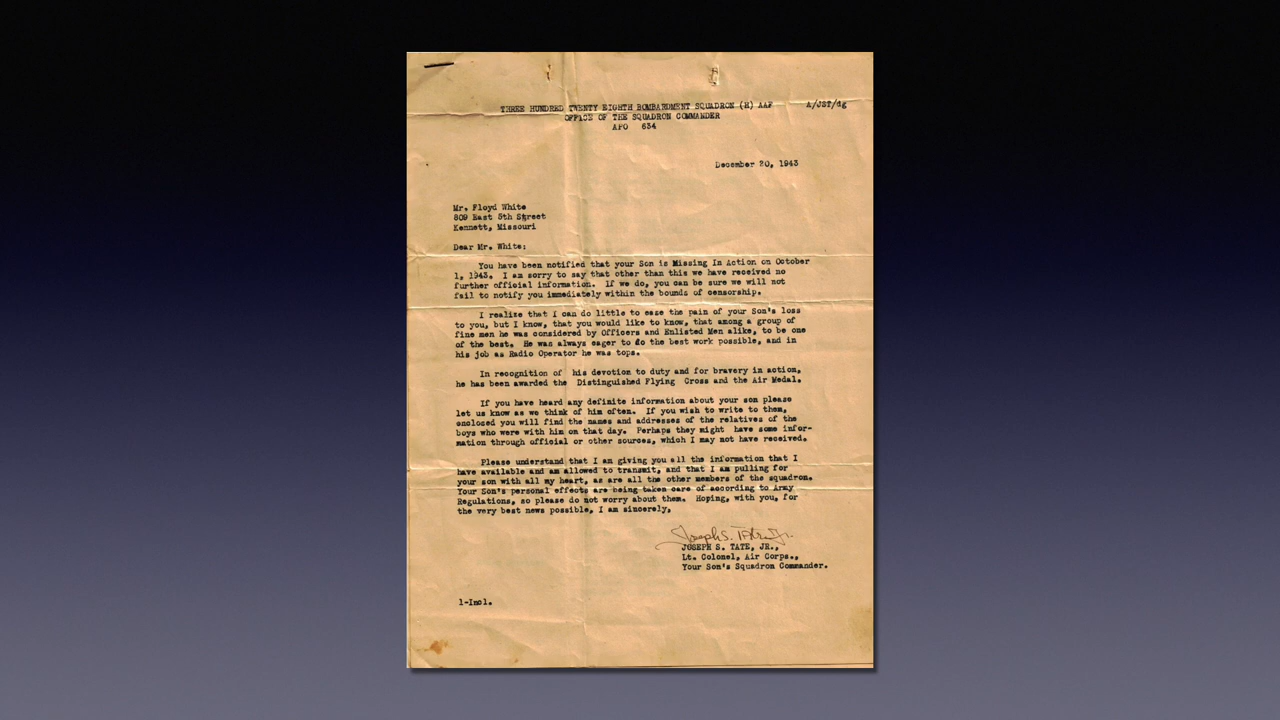 THREE HUNDRED TWENTY EIGHTH BOMBARDMENT SQUADRON (H) AAF A/JST/dg
OFFICE OF THE SQUADRON COMMANDER
APO 634
December 20, 1943
Mr. Floyd White
809 East 5th Street
Kennett, Missouri
Dear Mr. White:
You have been notified that your Son is Missing In Action on October
1, 1943. I am sorry to say that other than this we have received no
further official information. If we do, you can be sure we will not
fail to notify you immediately within the bounds of censorship.
I realize that I can do little to ease the pain of your Son's loss
to you, but I know, that you would like to know, that among a group of
fine men he was considered by Officers and Enlisted Men alike, to be one
of the best. He was always eager to do the best work possible, and in
his job as Radio Operator he was tops.
In recognition of his devotion to duty and for bravery in action,
he has been awarded the Distinguished Flying Cross and the Air Medal.
If you have heard any definite information about your son please
let us know as we think of him often. If you wish to write to them,
enclosed you will find the names and addresses of the relatives of the
boys who were with him on that day. Perhaps they might have some infor-
mation through official or other sources, which I may not have received.
Please understand that I am giving you all the information that I
have available and am allowed to transmit, and that I am pulling for
your son with all my heart, as are all the other members of the squadron.
Your Son's personal effects are being taken care of according to Army
Regulations, so please do not worry about them. Hoping, with you, for
the very best news possible, I am sincerely,
Joseph S. Tate Jr.
JOSEPH S. TATE, JR.,
Lt. Colonel, Air Corps.,
Your Son's Squadron Commander.
1-Incl.